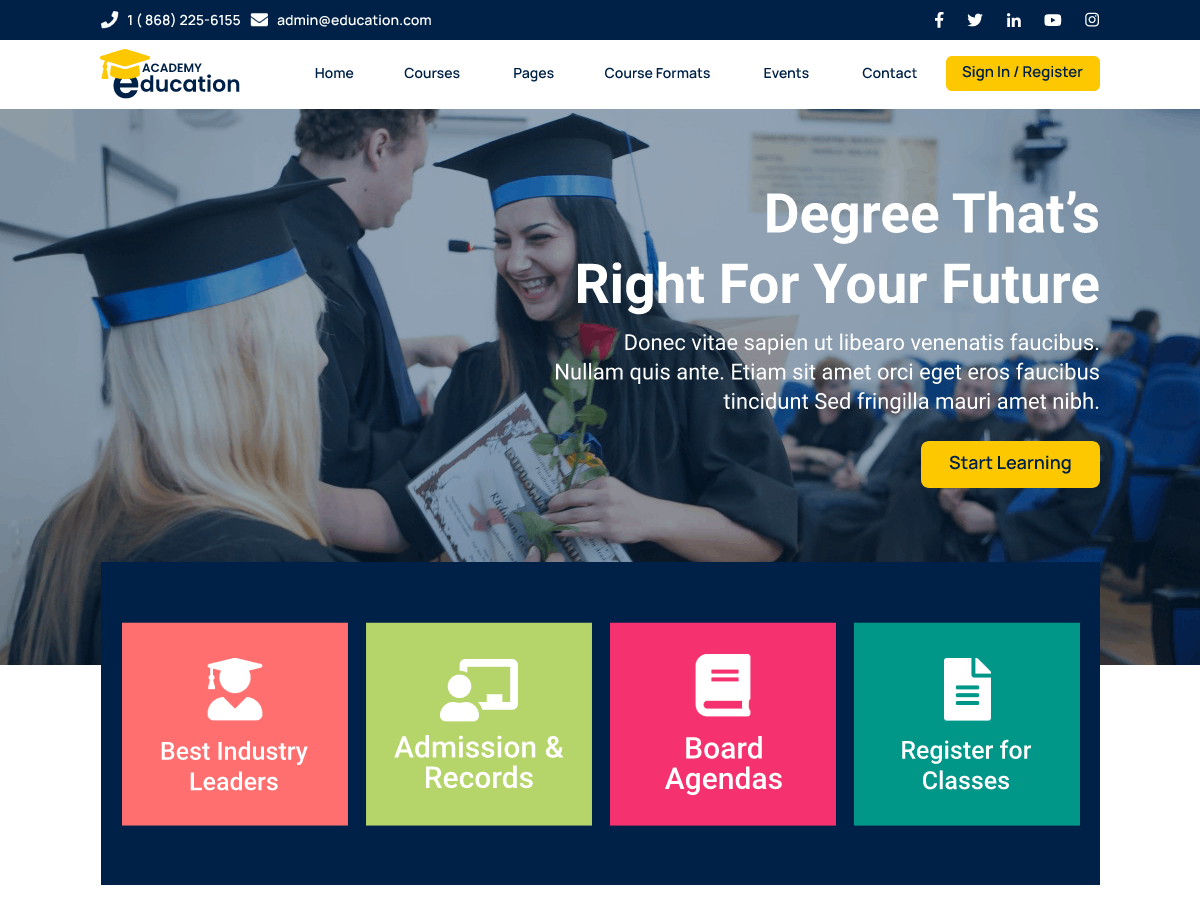 1 ( 868) 225-6155 admin@education.com
ACADEMY
education
Home Courses Pages Course Formats Events Contact Sign In / Register
Degree That’s
Right For Your Future
Donec vitae sapien ut libearo venenatis faucibus.
Nullam quis ante. Etiam sit amet orci eget eros faucibus
tincidunt Sed fringilla mauri amet nibh.
Start Learning
Best Industry
Leaders
Admission &
Records
Board
Agendas
Register for
Classes